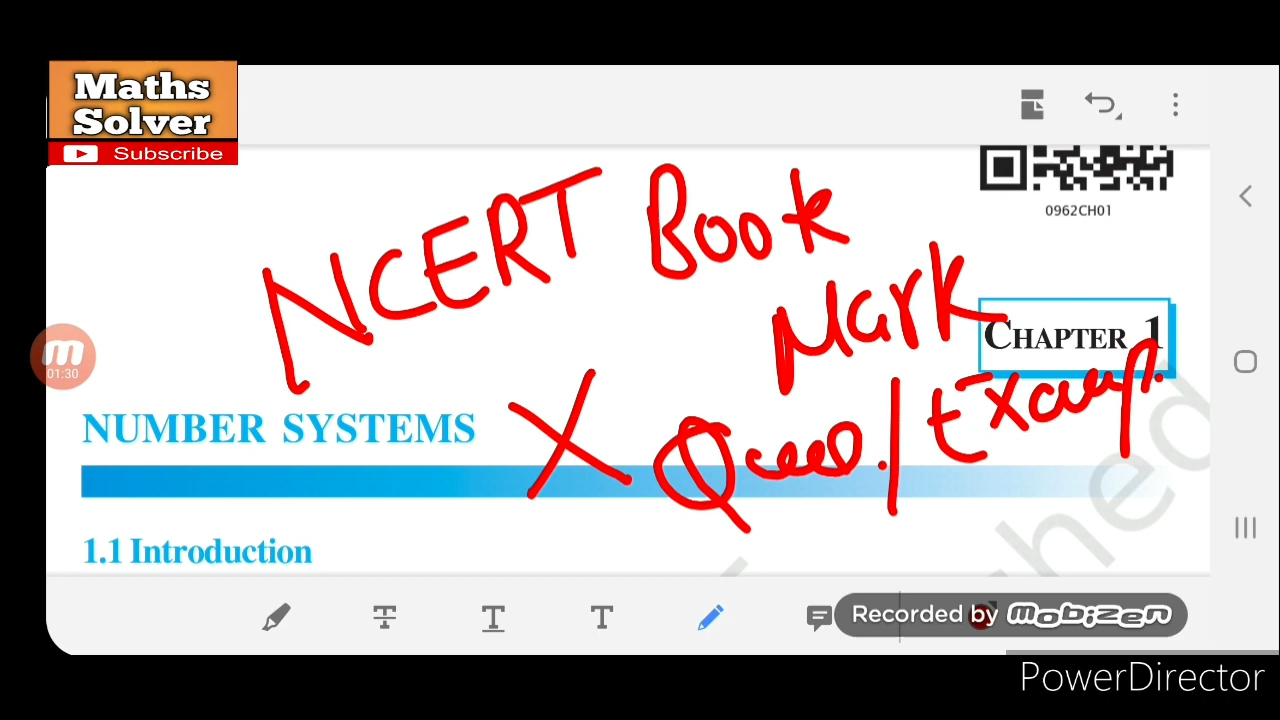 Maths
Solver
Subscribe
0962CH01
NCERT Book
Mark
CHAPTER 1
X Ques./Examp.
NUMBER SYSTEMS
1.1 Introduction
01:30
T T T
Recorded by mobizen
PowerDirector